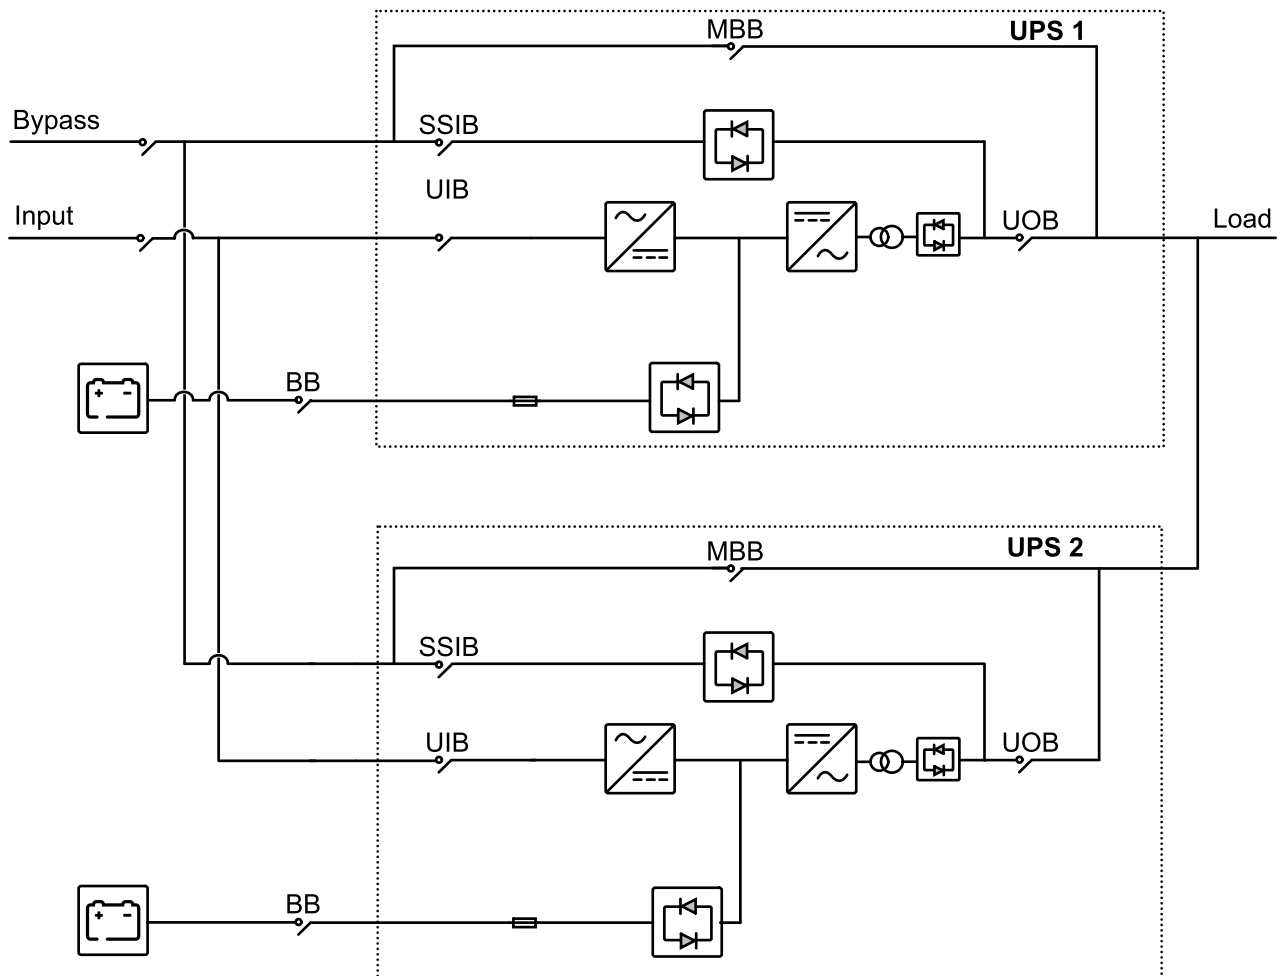 MBB
UPS 1
Bypass
SSIB
UIB
Input
UOB
Load
BB
MBB
UPS 2
SSIB
UIB
UOB
BB